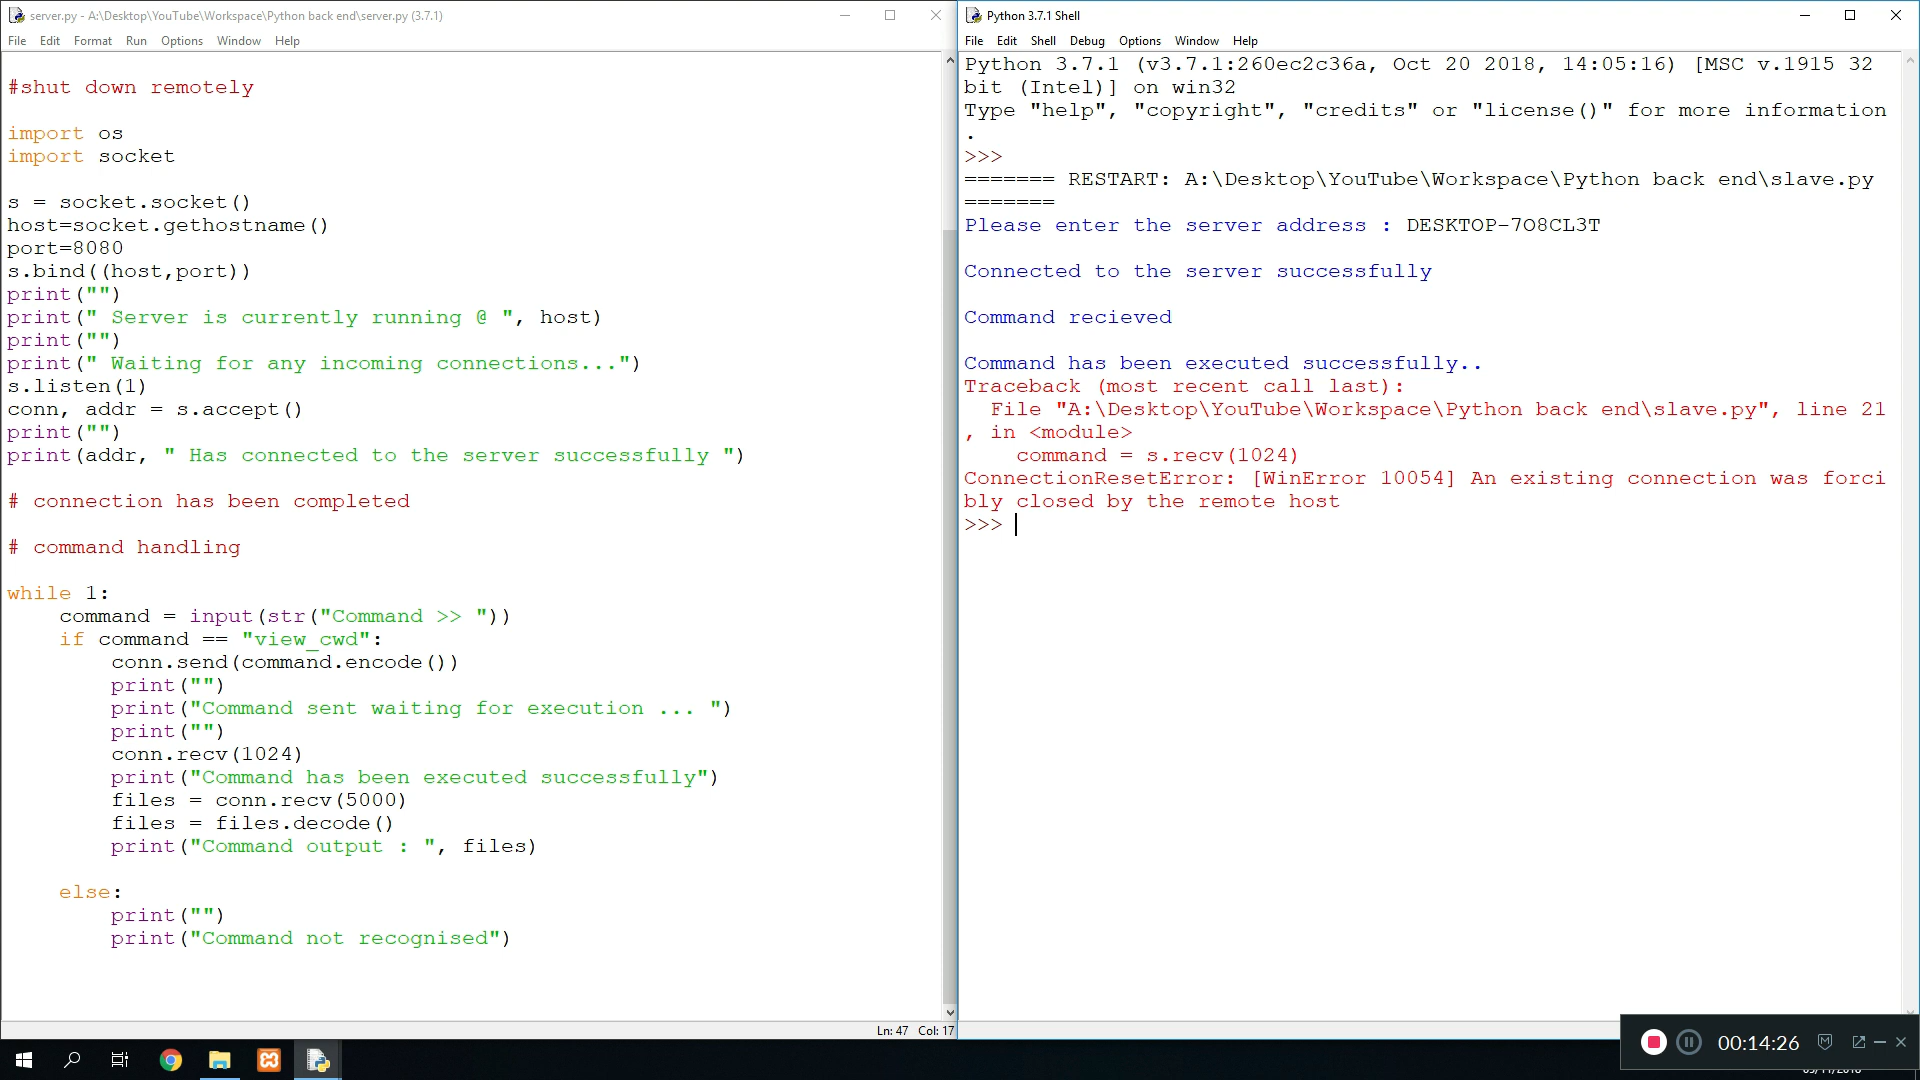 server.py - A:\Desktop\YouTube\Workspace\Python back end\server.py (3.7.1)
File Edit Format Run Options Window Help
#shut down remotely
import os
import socket
s = socket.socket()
host=socket.gethostname()
port=8080
s.bind((host,port))
print("")
print(" Server is currently running @ ", host)
print("")
print(" Waiting for any incoming connections...")
s.listen(1)
conn, addr = s.accept()
print("")
print(addr, " Has connected to the server successfully ")
# connection has been completed
# command handling
while 1:
    command = input(str("Command >> "))
    if command == "view_cwd":
        conn.send(command.encode())
        print("")
        print("Command sent waiting for execution ... ")
        print("")
        conn.recv(1024)
        print("Command has been executed successfully")
        files = conn.recv(5000)
        files = files.decode()
        print("Command output : ", files)
    else:
        print("")
        print("Command not recognised")
Ln: 47 Col: 17
Python 3.7.1 Shell
File Edit Shell Debug Options Window Help
Python 3.7.1 (v3.7.1:260ec2c36a, Oct 20 2018, 14:05:16) [MSC v.1915 32
bit (Intel)] on win32
Type "help", "copyright", "credits" or "license()" for more information
.
>>>
======= RESTART: A:\Desktop\YouTube\Workspace\Python back end\slave.py
=======
Please enter the server address : DESKTOP-7O8CL3T
Connected to the server successfully
Command recieved
Command has been executed successfully..
Traceback (most recent call last):
  File "A:\Desktop\YouTube\Workspace\Python back end\slave.py", line 21
, in <module>
    command = s.recv(1024)
ConnectionResetError: [WinError 10054] An existing connection was forci
bly closed by the remote host
>>>
00:14:26